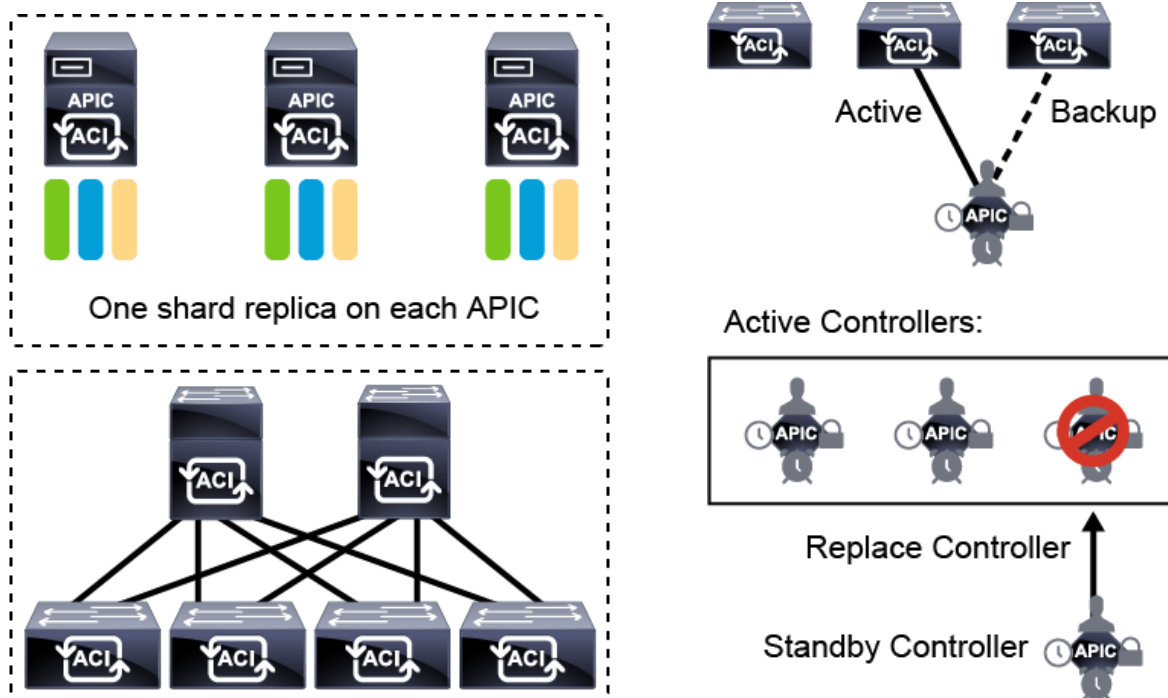 APIC
ACI
APIC
ACI
APIC
ACI
One shard replica on each APIC
ACI
ACI
ACI
ACI
ACI
ACI
ACI
ACI
ACI
Active
Backup
APIC
Active Controllers:
APIC
APIC
APIC
Replace Controller
Standby Controller
APIC